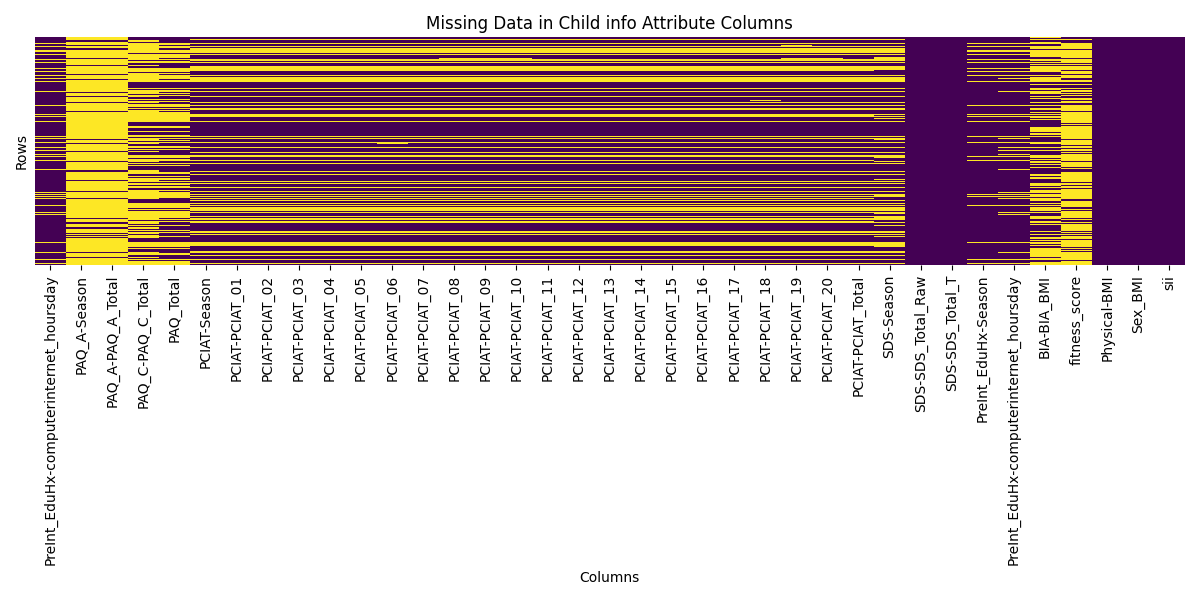 Missing Data in Child info Attribute Columns
Rows
PreInt_EduHx-computerinternet_hoursday
PAQ_A-Season
PAQ_A-PAQ_A_Total
PAQ_C-PAQ_C_Total
PAQ_Total
PCIAT-Season
PCIAT-PCIAT_01
PCIAT-PCIAT_02
PCIAT-PCIAT_03
PCIAT-PCIAT_04
PCIAT-PCIAT_05
PCIAT-PCIAT_06
PCIAT-PCIAT_07
PCIAT-PCIAT_08
PCIAT-PCIAT_09
PCIAT-PCIAT_10
PCIAT-PCIAT_11
PCIAT-PCIAT_12
PCIAT-PCIAT_13
PCIAT-PCIAT_14
PCIAT-PCIAT_15
PCIAT-PCIAT_16
PCIAT-PCIAT_17
PCIAT-PCIAT_18
PCIAT-PCIAT_19
PCIAT-PCIAT_20
PCIAT-PCIAT_Total
SDS-Season
SDS-SDS_Total_Raw
SDS-SDS_Total_T
PreInt_EduHx-Season
PreInt_EduHx-computerinternet_hoursday
BIA-BIA_BMI
fitness_score
Physical-BMI
Sex_BMI
sii
Columns